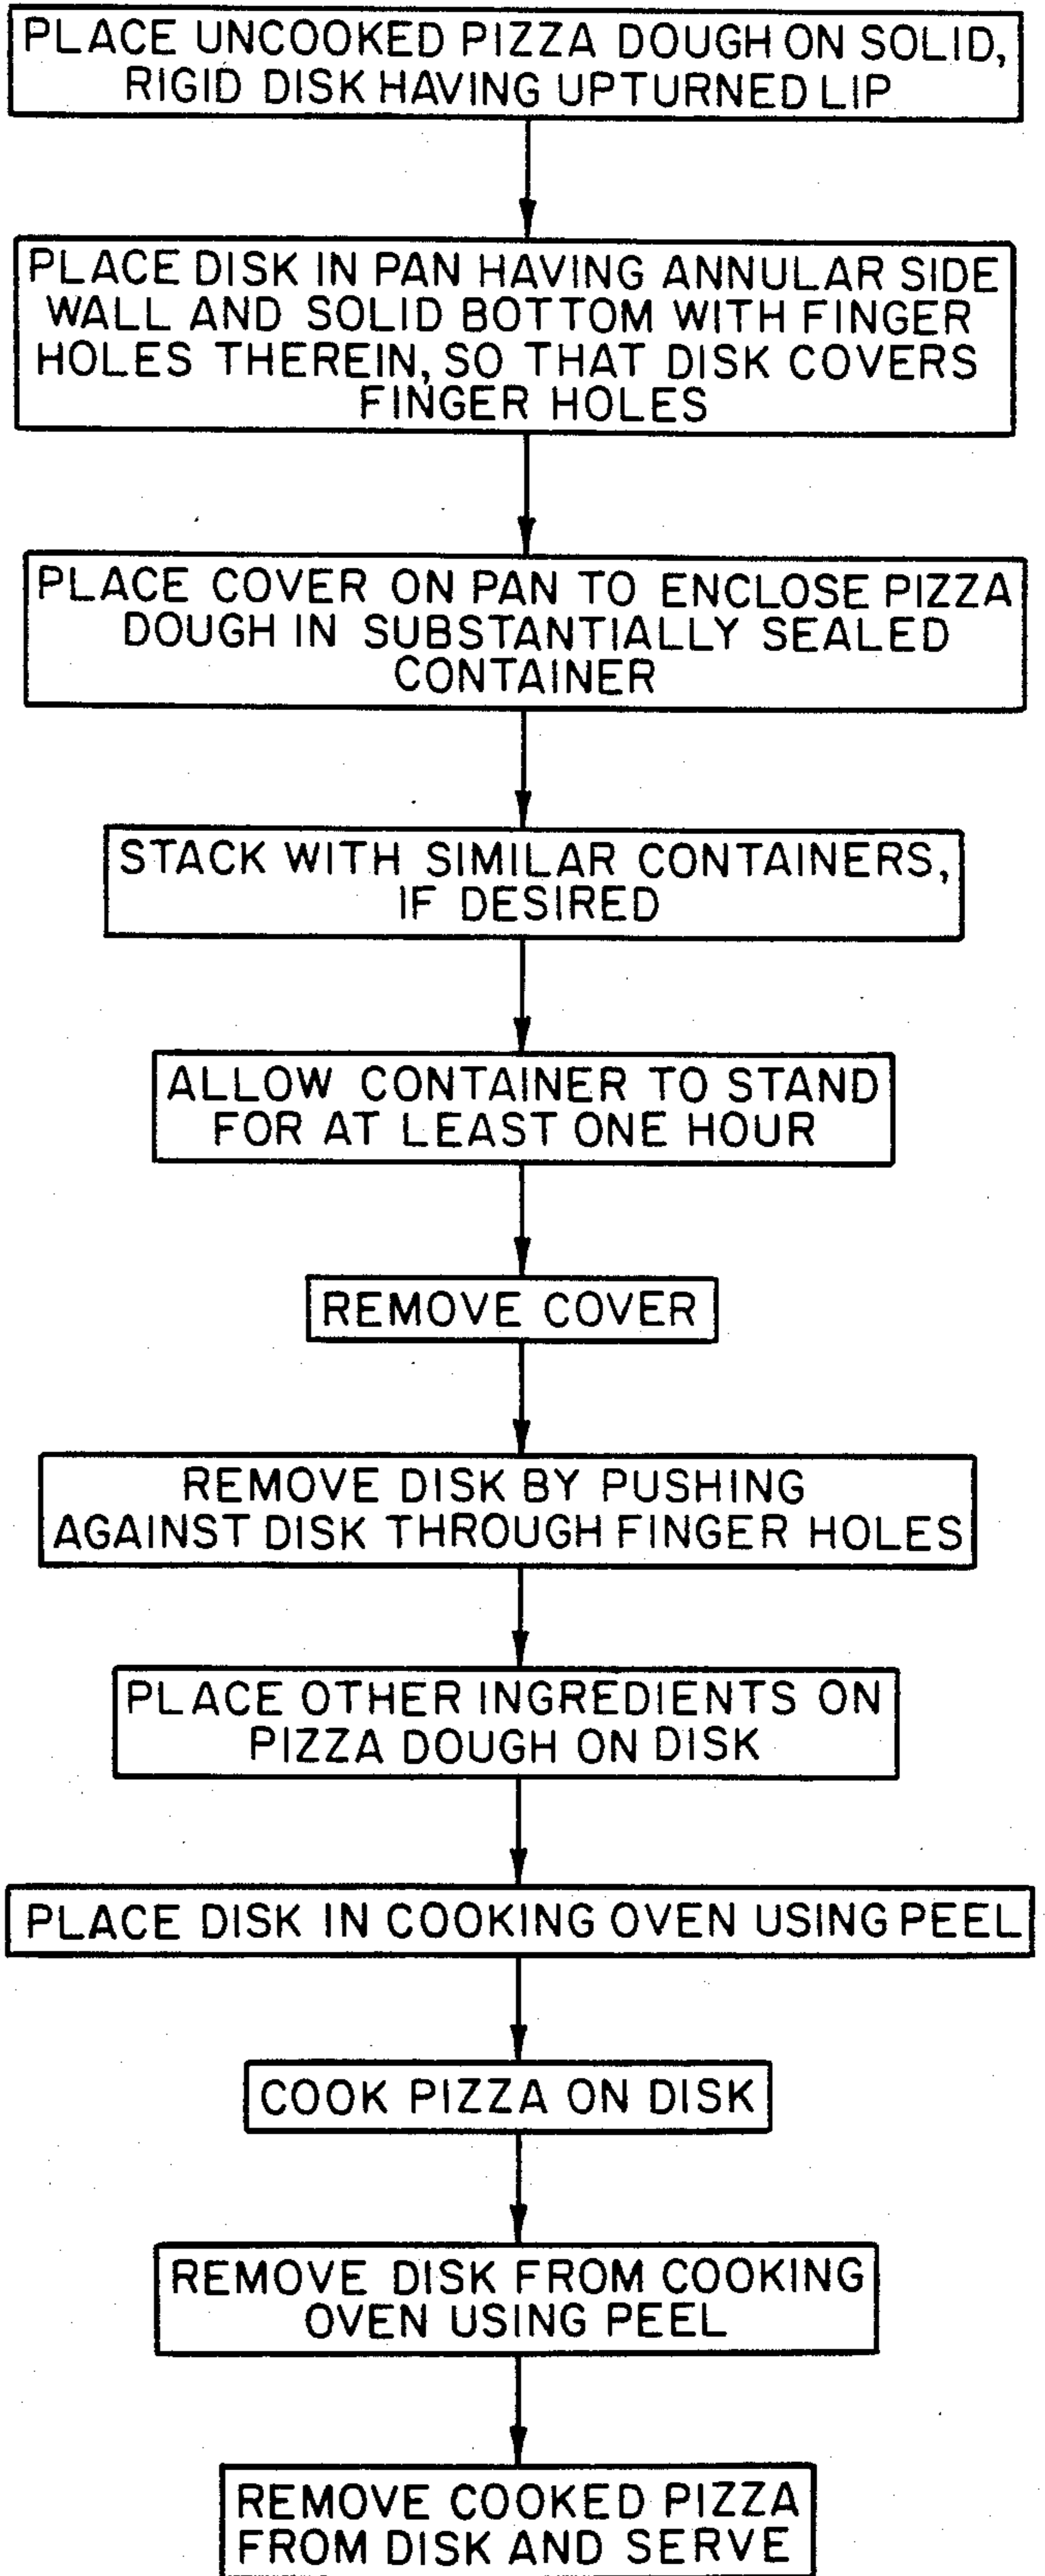 PLACE UNCOOKED PIZZA DOUGH ON SOLID,
RIGID DISK HAVING UPTURNED LIP
PLACE DISK IN PAN HAVING ANNULAR SIDE
WALL AND SOLID BOTTOM WITH FINGER
HOLES THEREIN, SO THAT DISK COVERS
FINGER HOLES
PLACE COVER ON PAN TO ENCLOSE PIZZA
DOUGH IN SUBSTANTIALLY SEALED
CONTAINER
STACK WITH SIMILAR CONTAINERS,
IF DESIRED
ALLOW CONTAINER TO STAND
FOR AT LEAST ONE HOUR
REMOVE COVER
REMOVE DISK BY PUSHING
AGAINST DISK THROUGH FINGER HOLES
PLACE OTHER INGREDIENTS ON
PIZZA DOUGH ON DISK
PLACE DISK IN COOKING OVEN USING PEEL
COOK PIZZA ON DISK
REMOVE DISK FROM COOKING
OVEN USING PEEL
REMOVE COOKED PIZZA
FROM DISK AND SERVE